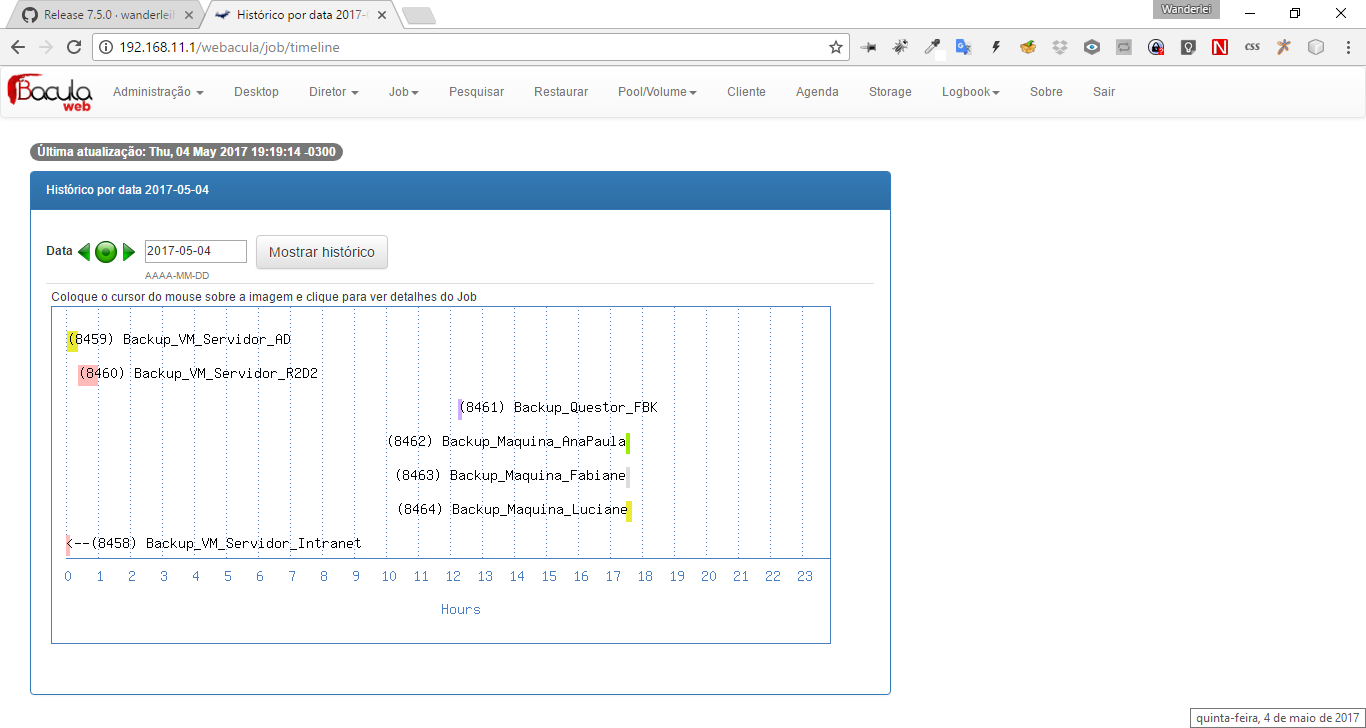 Release 7.5.0 · wanderlei
Histórico por data 2017-
Wanderlei
192.168.11.1/webacula/job/timeline
css
Bacula
web
Administração
Desktop
Diretor
Job
Pesquisar
Restaurar
Pool/Volume
Cliente
Agenda
Storage
Logbook
Sobre
Sair
Última atualização: Thu, 04 May 2017 19:19:14 -0300
Histórico por data 2017-05-04
Data
2017-05-04
Mostrar histórico
AAAA-MM-DD
Coloque o cursor do mouse sobre a imagem e clique para ver detalhes do Job
(8459) Backup_VM_Servidor_AD
(8460) Backup_VM_Servidor_R2D2
(8461) Backup_Questor_FBK
(8462) Backup_Maquina_AnaPaula
(8463) Backup_Maquina_Fabiane
(8464) Backup_Maquina_Luciane
<--(8458) Backup_VM_Servidor_Intranet
0 1 2 3 4 5 6 7 8 9 10 11 12 13 14 15 16 17 18 19 20 21 22 23
Hours
quinta-feira, 4 de maio de 2017